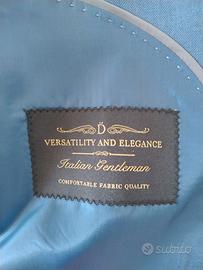 D
VERSATILITY AND ELEGANCE
Italian Gentleman
COMFORTABLE FABRIC QUALITY
subito